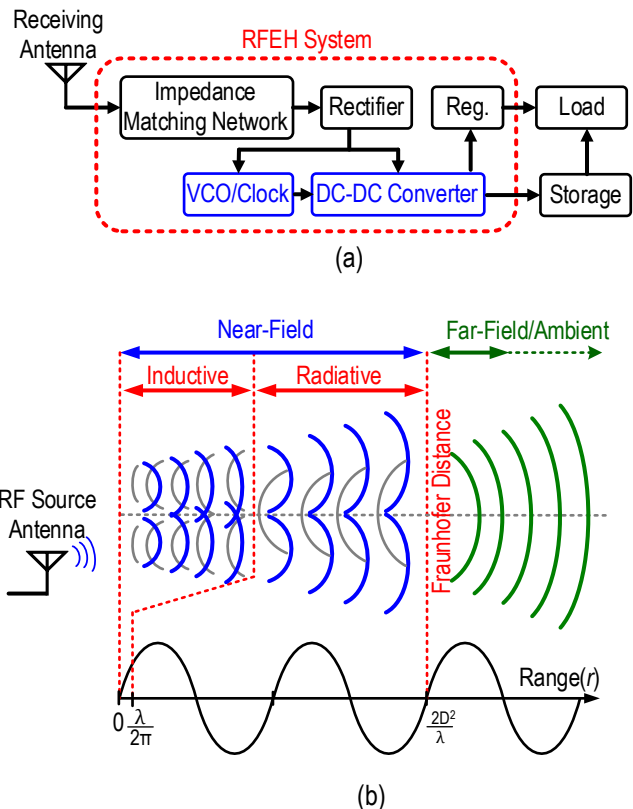 Receiving
Antenna
RFEH System
Impedance
Matching Network
Rectifier
Reg.
Load
VCO/Clock
DC-DC Converter
Storage
(a)
Near-Field
Far-Field/Ambient
Inductive
Radiative
RF Source
Antenna
Fraunhofer Distance
Range(r)
0
λ
2π
2D²
λ
(b)